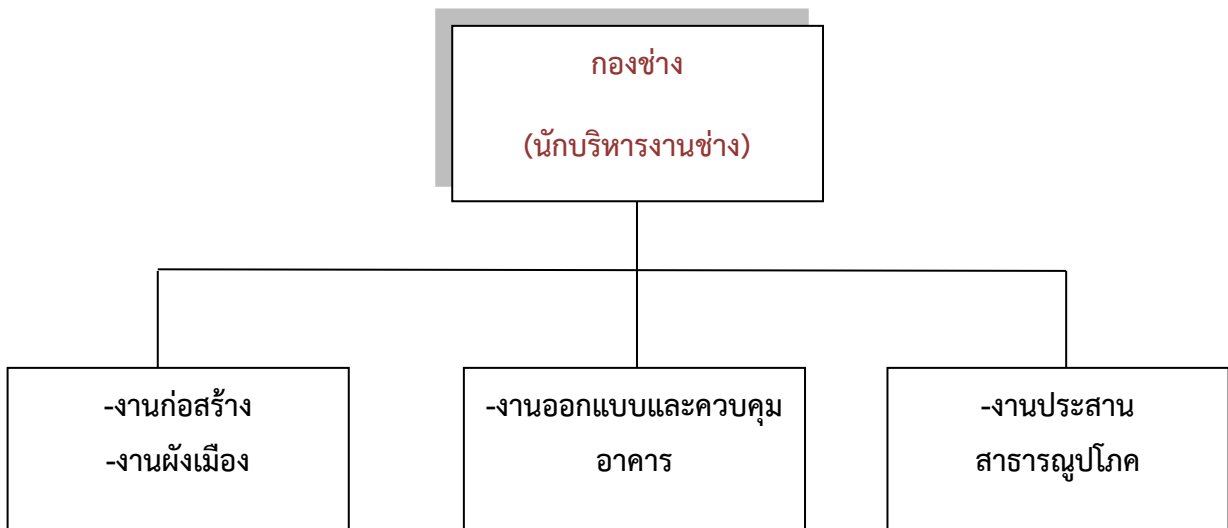 กองช่าง
(นักบริหารงานช่าง)
-งานก่อสร้าง
-งานผังเมือง
-งานออกแบบและควบคุม
อาคาร
-งานประสาน
สาธารณูปโภค